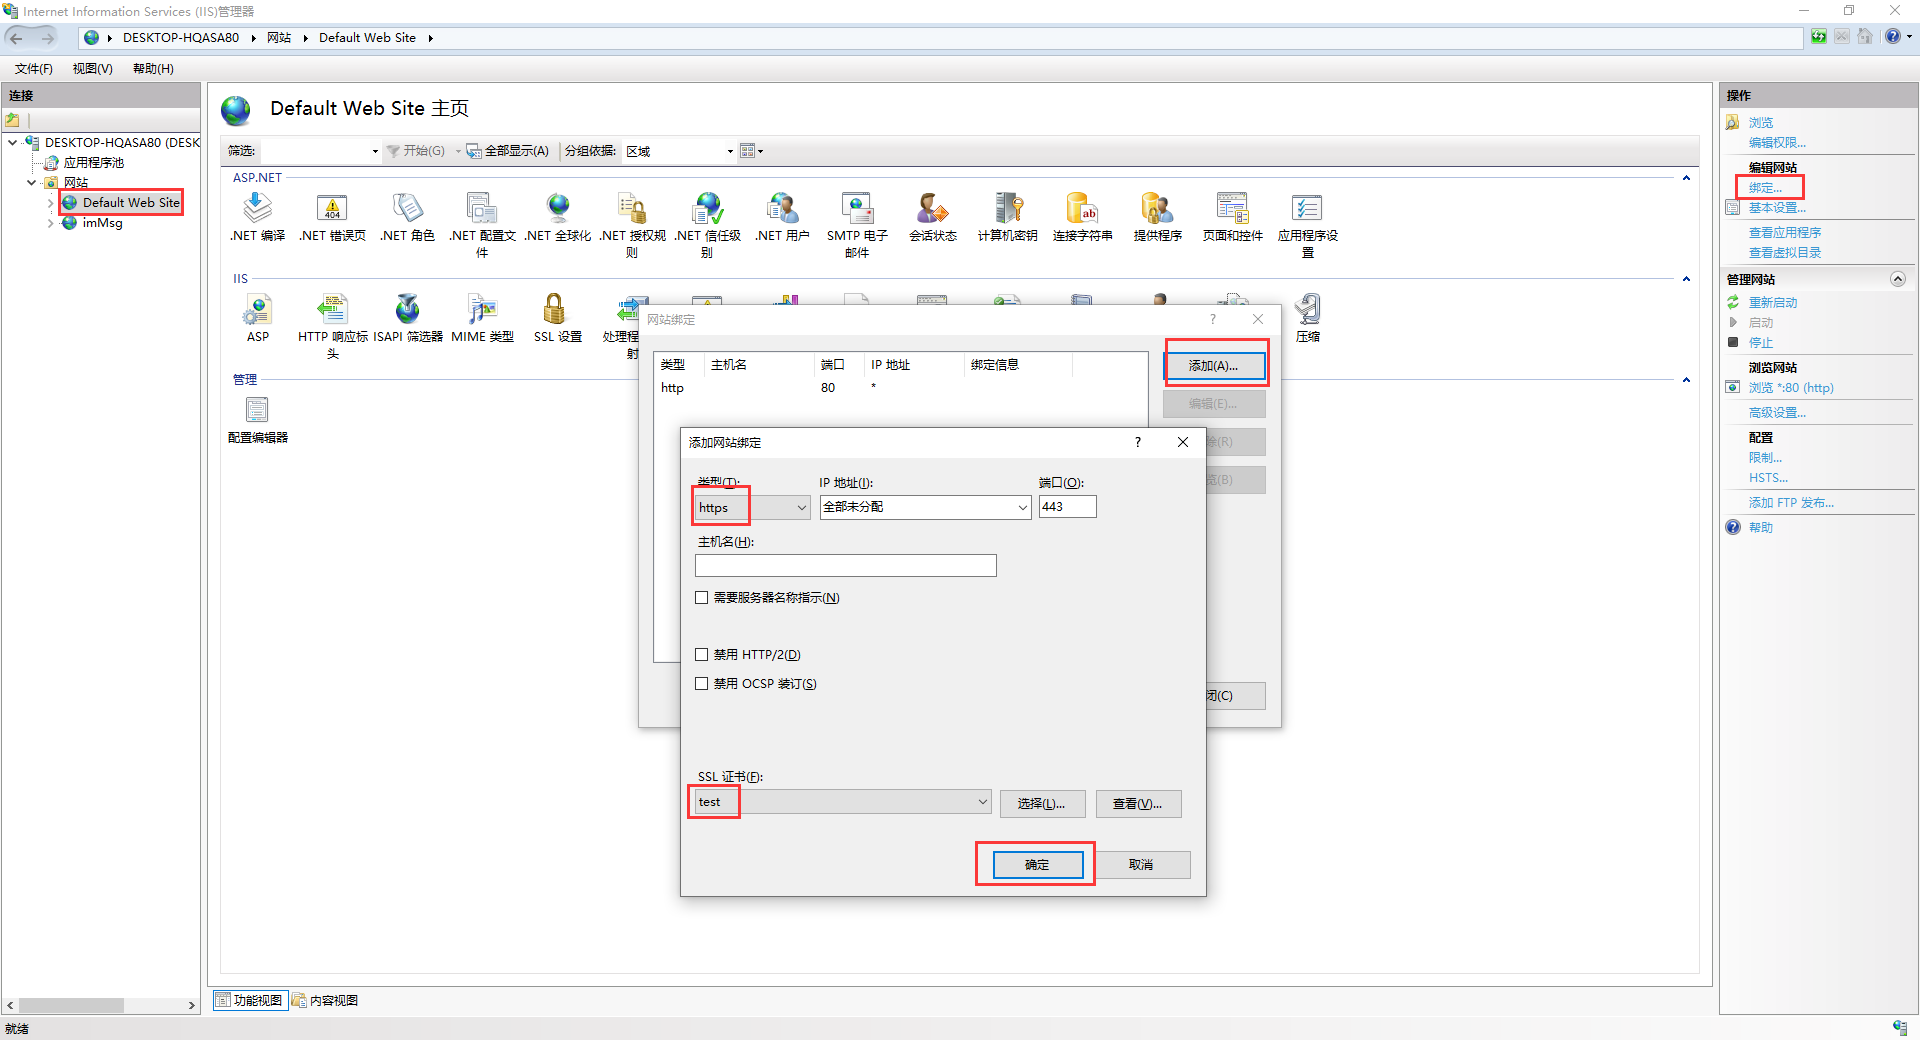 Internet Information Services (IIS)管理器
DESKTOP-HQASA80
网站
Default Web Site
文件(F)
视图(V)
帮助(H)
连接
DESKTOP-HQASA80 (DESK
应用程序池
网站
Default Web Site
imMsg
Default Web Site 主页
筛选:
开始(G)
全部显示(A)
分组依据:
区域
ASP.NET
.NET 编译
.NET 错误页
.NET 角色
.NET 配置文件
.NET 全球化
.NET 授权规则
.NET 信任级别
.NET 用户
SMTP 电子邮件
会话状态
计算机密钥
连接字符串
提供程序
页面和控件
应用程序设置
IIS
ASP
HTTP 响应标头
ISAPI 筛选器
MIME 类型
SSL 设置
处理程
射
压缩
管理
配置编辑器
网站绑定
?
类型
主机名
端口
IP 地址
绑定信息
http
80
*
添加(A)...
编辑(E)...
除(R)
览(B)
闭(C)
添加网站绑定
?
类型(T):
IP 地址(I):
端口(O):
https
全部未分配
443
主机名(H):
需要服务器名称指示(N)
禁用 HTTP/2(D)
禁用 OCSP 装订(S)
SSL 证书(F):
test
选择(L)...
查看(V)...
确定
取消
操作
浏览
编辑权限...
编辑网站
绑定...
基本设置...
查看应用程序
查看虚拟目录
管理网站
重新启动
启动
停止
浏览网站
浏览 *:80 (http)
高级设置...
配置
限制...
HSTS...
添加 FTP 发布...
帮助
功能视图
内容视图
就绪